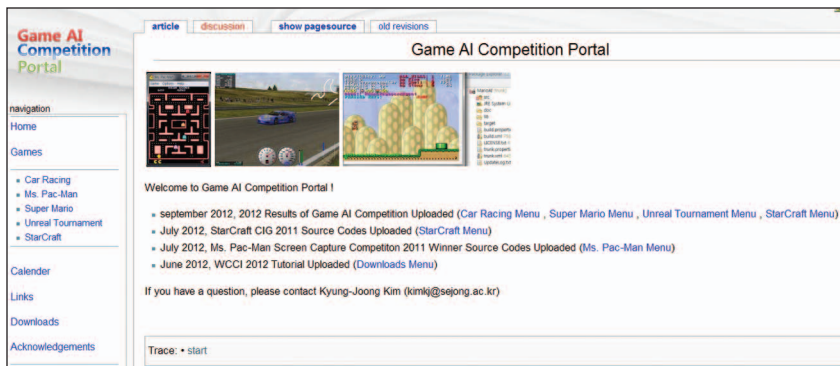 Game AI
Competition
Portal
article
discussion
show pagesource
old revisions
Game AI Competition Portal
navigation
Home
Games
Car Racing
Ms. Pac-Man
Super Mario
Unreal Tournament
StarCraft
Calender
Links
Downloads
Acknowledgements
Welcome to Game AI Competition Portal !
september 2012, 2012 Results of Game AI Competition Uploaded (Car Racing Menu , Super Mario Menu , Unreal Tournament Menu , StarCraft Menu)
July 2012, StarCraft CIG 2011 Source Codes Uploaded (StarCraft Menu)
July 2012, Ms. Pac-Man Screen Capture Competiton 2011 Winner Source Codes Uploaded (Ms. Pac-Man Menu)
June 2012, WCCI 2012 Tutorial Uploaded (Downloads Menu)
If you have a question, please contact Kyung-Joong Kim (kimkj@sejong.ac.kr)
Trace: • start